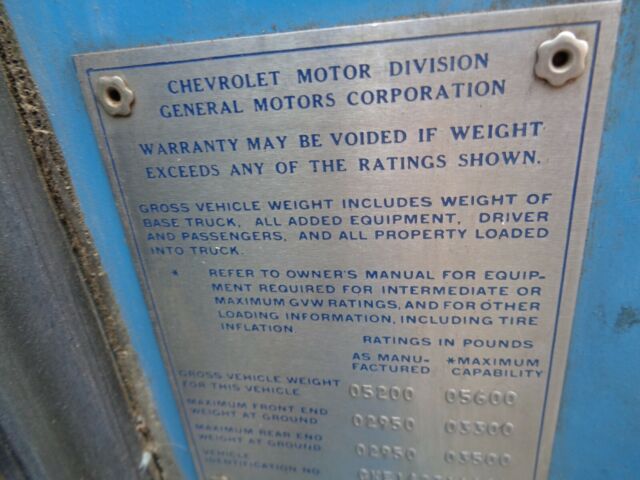 CHEVROLET MOTOR DIVISION
GENERAL MOTORS CORPORATION
WARRANTY MAY BE VOIDED IF WEIGHT
EXCEEDS ANY OF THE RATINGS SHOWN.
GROSS VEHICLE WEIGHT INCLUDES WEIGHT OF
BASE TRUCK, ALL ADDED EQUIPMENT, DRIVER
AND PASSENGERS, AND ALL PROPERTY LOADED
INTO TRUCK.
* REFER TO OWNER'S MANUAL FOR EQUIP-
MENT REQUIRED FOR INTERMEDIATE OR
MAXIMUM GVW RATINGS, AND FOR OTHER
LOADING INFORMATION, INCLUDING TIRE
INFLATION.
RATINGS IN POUNDS
AS MANU- *MAXIMUM
FACTURED CAPABILITY
GROSS VEHICLE WEIGHT
FOR THIS VEHICLE 05200 05600
MAXIMUM FRONT END
WEIGHT AT GROUND 02950 03300
MAXIMUM REAR END
WEIGHT AT GROUND 02950 03500
VEHICLE
IDENTIFICATION NO.